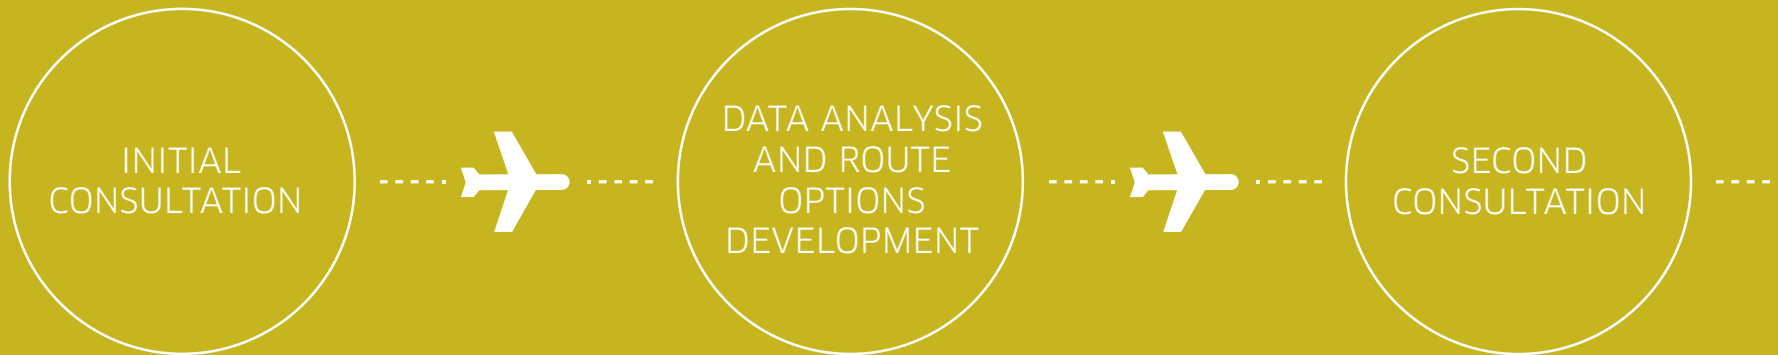 INITIAL
CONSULTATION
DATA ANALYSIS
AND ROUTE
OPTIONS
DEVELOPMENT
SECOND
CONSULTATION